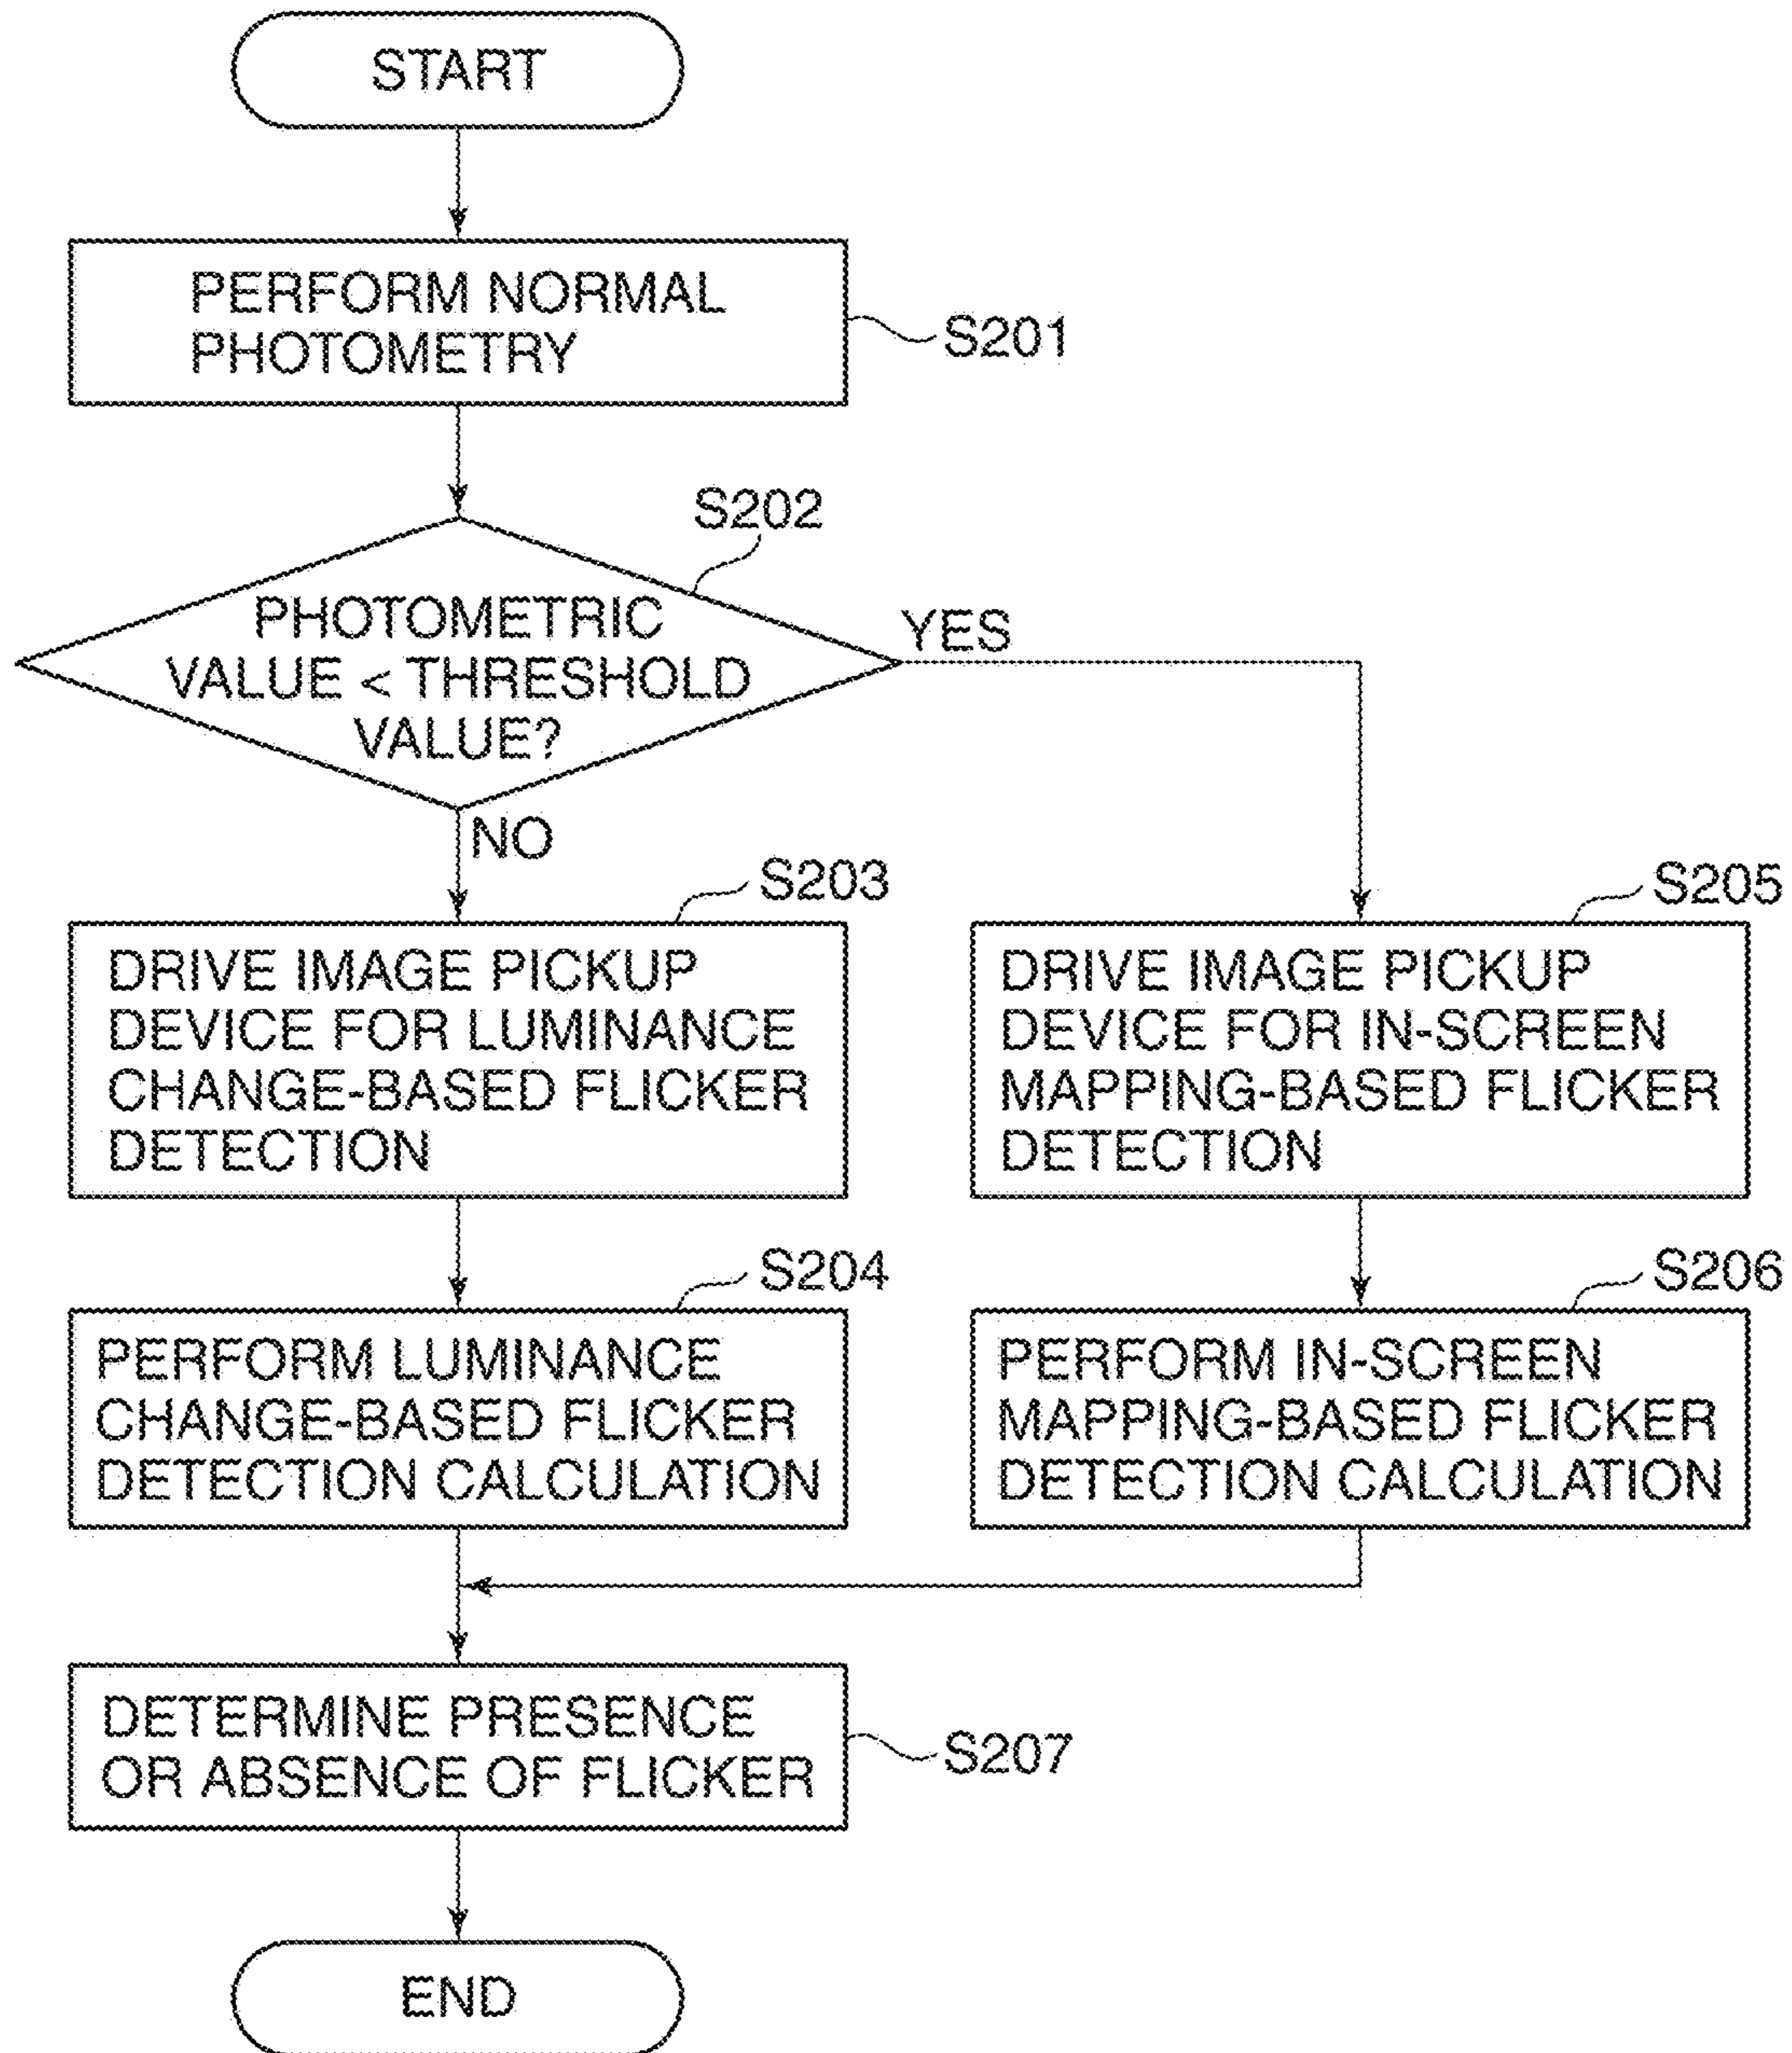 START
PERFORM NORMAL
PHOTOMETRY
S201
S202
PHOTOMETRIC
VALUE < THRESHOLD
VALUE?
YES
NO
S203
DRIVE IMAGE PICKUP
DEVICE FOR LUMINANCE
CHANGE-BASED FLICKER
DETECTION
S205
DRIVE IMAGE PICKUP
DEVICE FOR IN-SCREEN
MAPPING-BASED FLICKER
DETECTION
S204
PERFORM LUMINANCE
CHANGE-BASED FLICKER
DETECTION CALCULATION
S206
PERFORM IN-SCREEN
MAPPING-BASED FLICKER
DETECTION CALCULATION
DETERMINE PRESENCE
OR ABSENCE OF FLICKER
S207
END